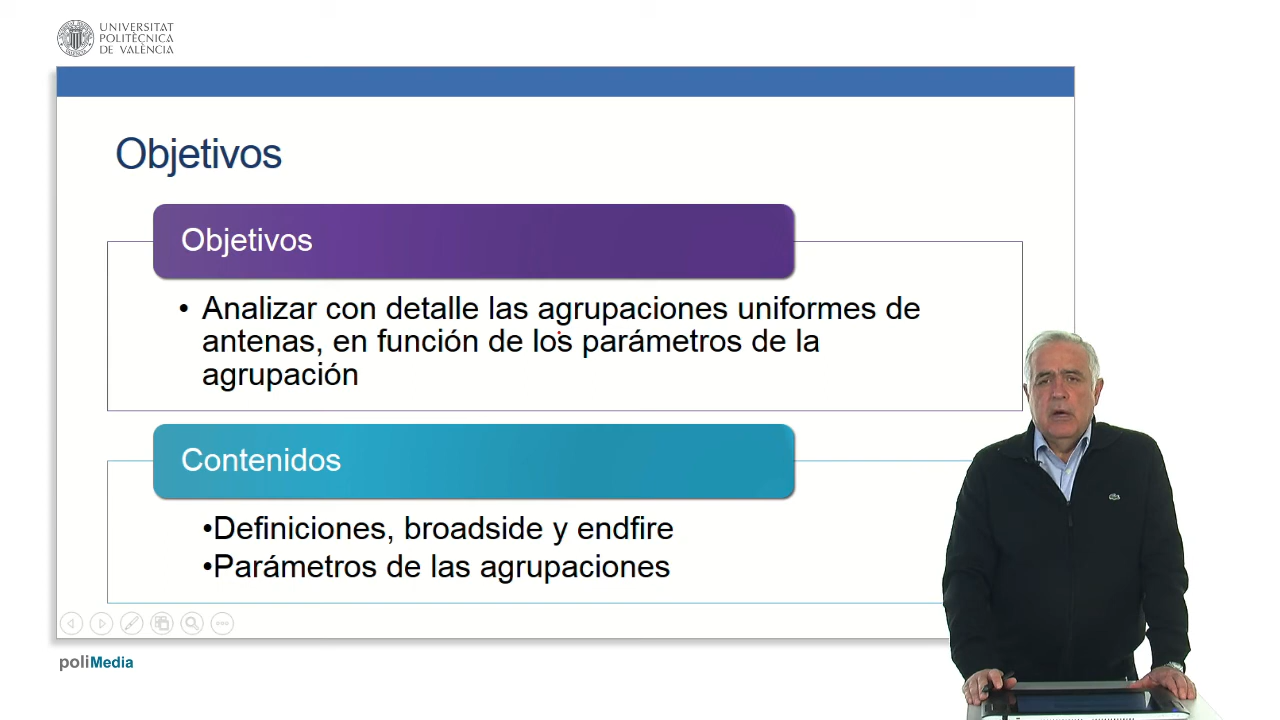 UNIVERSITAT
POLITÈCNICA
DE VALÈNCIA
Objetivos
Objetivos
• Analizar con detalle las agrupaciones uniformes de
antenas, en función de los parámetros de la
agrupación
Contenidos
•Definiciones, broadside y endfire
•Parámetros de las agrupaciones
poliMedia